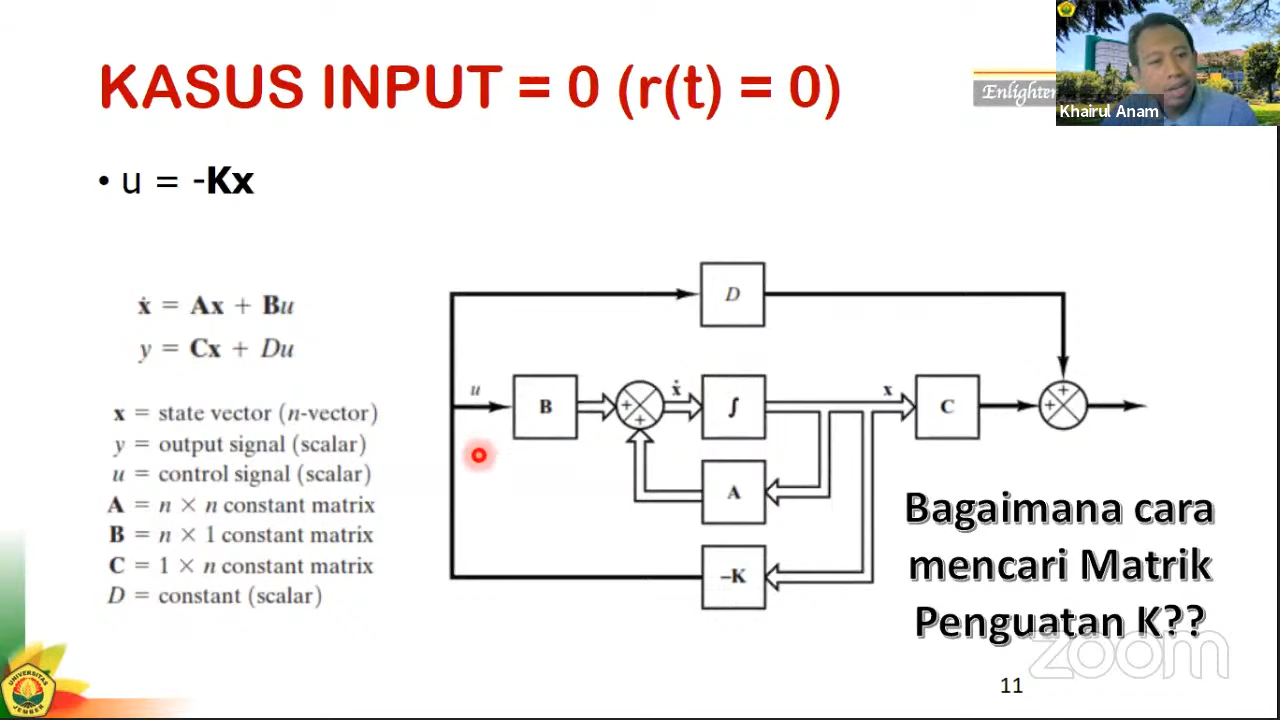 KASUS INPUT = 0 (r(t) = 0)
Enlighten
Khairul Anam
• u = -Kx
ẋ = Ax + Bu
y = Cx + Du
x = state vector (n-vector)
y = output signal (scalar)
u = control signal (scalar)
A = n × n constant matrix
B = n × 1 constant matrix
C = 1 × n constant matrix
D = constant (scalar)
D
u
B
+
+
ẋ
∫
x
C
+
+
A
–K
Bagaimana cara
mencari Matrik
Penguatan K??
zoom
11
UNIVERSITAS
JEMBER